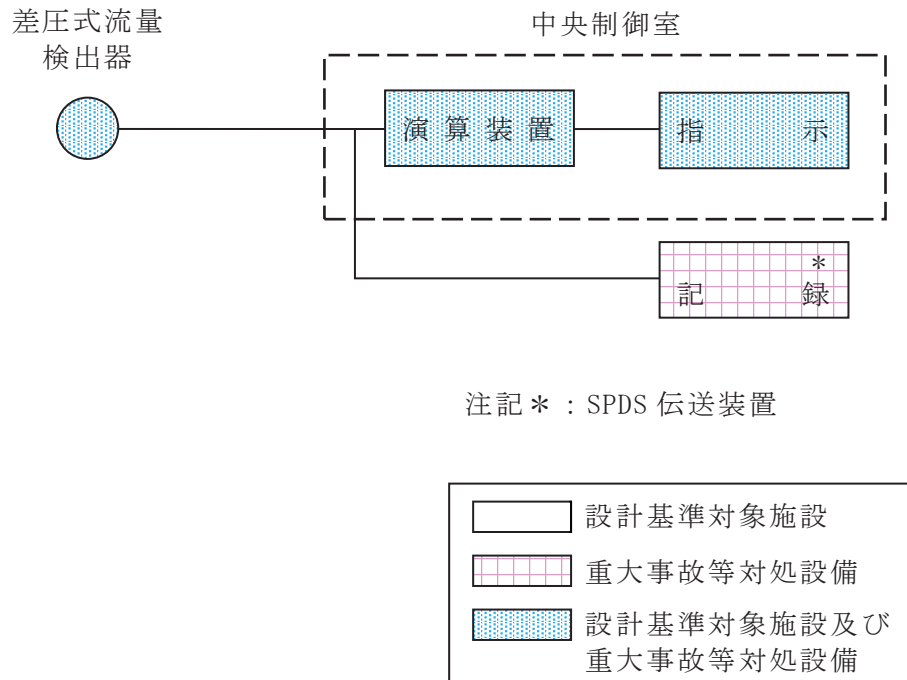 差圧式流量
検出器
中央制御室
演算装置
指示
*
記録
注記*：SPDS伝送装置
設計基準対象施設
重大事故等対処設備
設計基準対象施設及び
重大事故等対処設備